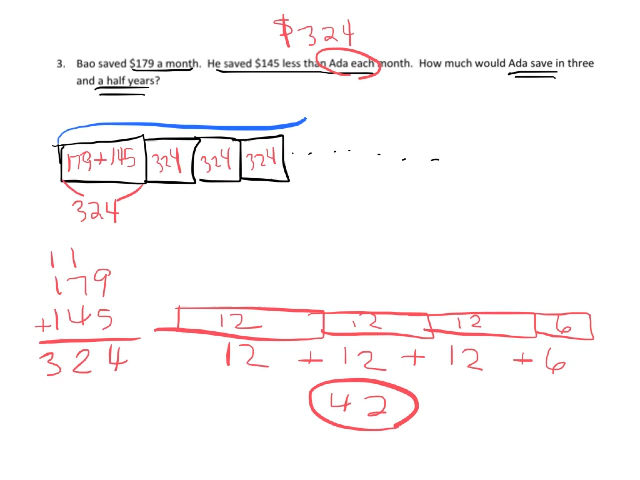 $324
3. Bao saved $179 a month. He saved $145 less than Ada each month. How much would Ada save in three
and a half years?
179+145 324 324 324
324
11
179
+145
324
12 12 12 6
12 + 12 + 12 + 6
42